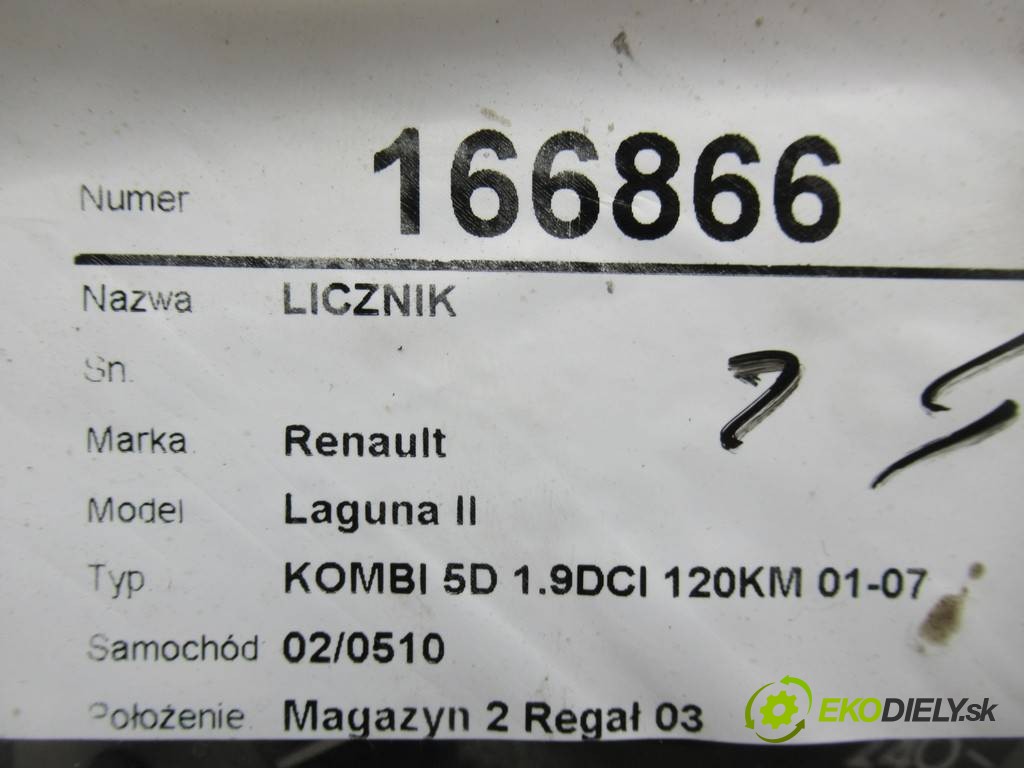 Numer 166866
Nazwa LICZNIK
Sn.
Marka Renault
Model Laguna II
Typ KOMBI 5D 1.9DCI 120KM 01-07
Samochód 02/0510
Położenie. Magazyn 2 Regał 03
EKODIELY.sk
240